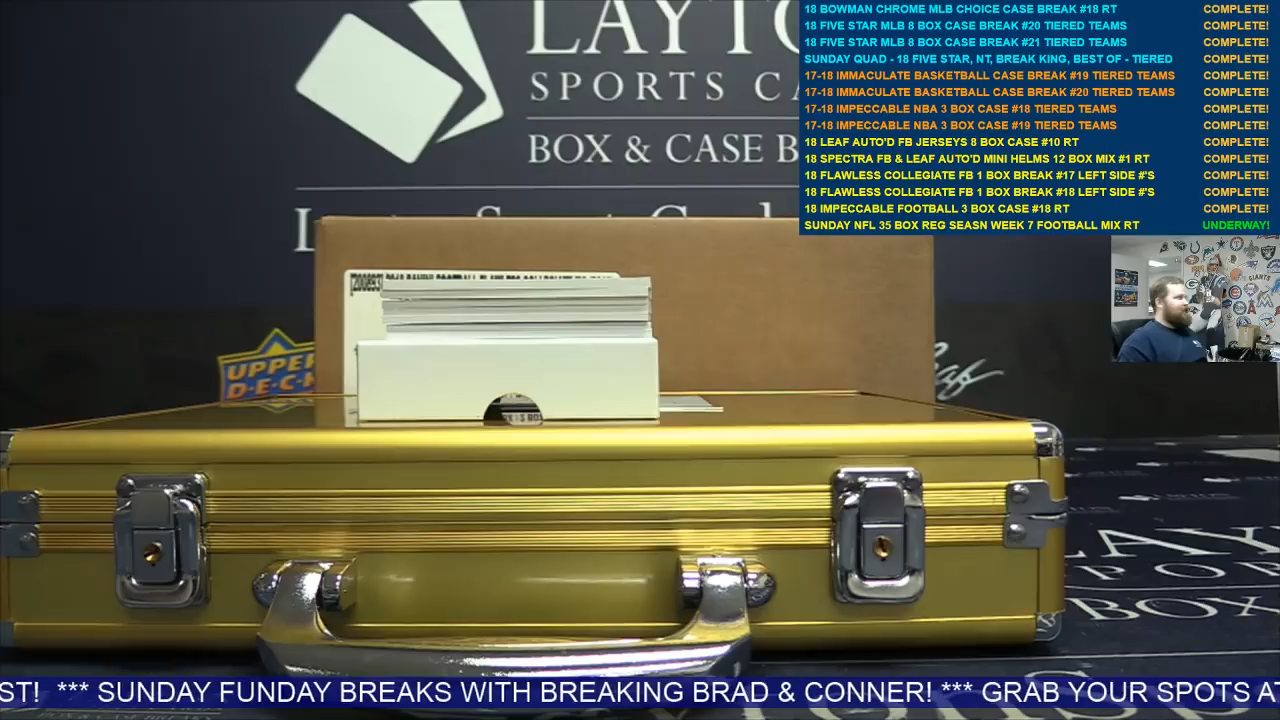 18 BOWMAN CHROME MLB CHOICE CASE BREAK #18 RT COMPLETE!
18 FIVE STAR MLB 8 BOX CASE BREAK #20 TIERED TEAMS COMPLETE!
18 FIVE STAR MLB 8 BOX CASE BREAK #21 TIERED TEAMS COMPLETE!
SUNDAY QUAD - 18 FIVE STAR, NT, BREAK KING, BEST OF - TIERED COMPLETE!
17-18 IMMACULATE BASKETBALL CASE BREAK #19 TIERED TEAMS COMPLETE!
17-18 IMMACULATE BASKETBALL CASE BREAK #20 TIERED TEAMS COMPLETE!
17-18 IMPECCABLE NBA 3 BOX CASE #18 TIERED TEAMS COMPLETE!
17-18 IMPECCABLE NBA 3 BOX CASE #19 TIERED TEAMS COMPLETE!
18 LEAF AUTO'D FB JERSEYS 8 BOX CASE #10 RT COMPLETE!
18 SPECTRA FB & LEAF AUTO'D MINI HELMS 12 BOX MIX #1 RT COMPLETE!
18 FLAWLESS COLLEGIATE FB 1 BOX BREAK #17 LEFT SIDE #'S COMPLETE!
18 FLAWLESS COLLEGIATE FB 1 BOX BREAK #18 LEFT SIDE #'S COMPLETE!
18 IMPECCABLE FOOTBALL 3 BOX CASE #18 RT COMPLETE!
SUNDAY NFL 35 BOX REG SEASN WEEK 7 FOOTBALL MIX RT UNDERWAY!
LAYTO
SPORTS CA
BOX & CASE B
UPPER
DECK
Leaf
LAYT
SPOR
BOX
ST! *** SUNDAY FUNDAY BREAKS WITH BREAKING BRAD & CONNER! *** GRAB YOUR SPOTS AT